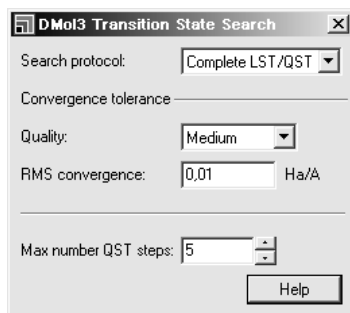 DMol3 Transition State Search
Search protocol: Complete LST/QST
Convergence tolerance
Quality: Medium
RMS convergence: 0,01 Ha/A
Max number QST steps: 5
Help